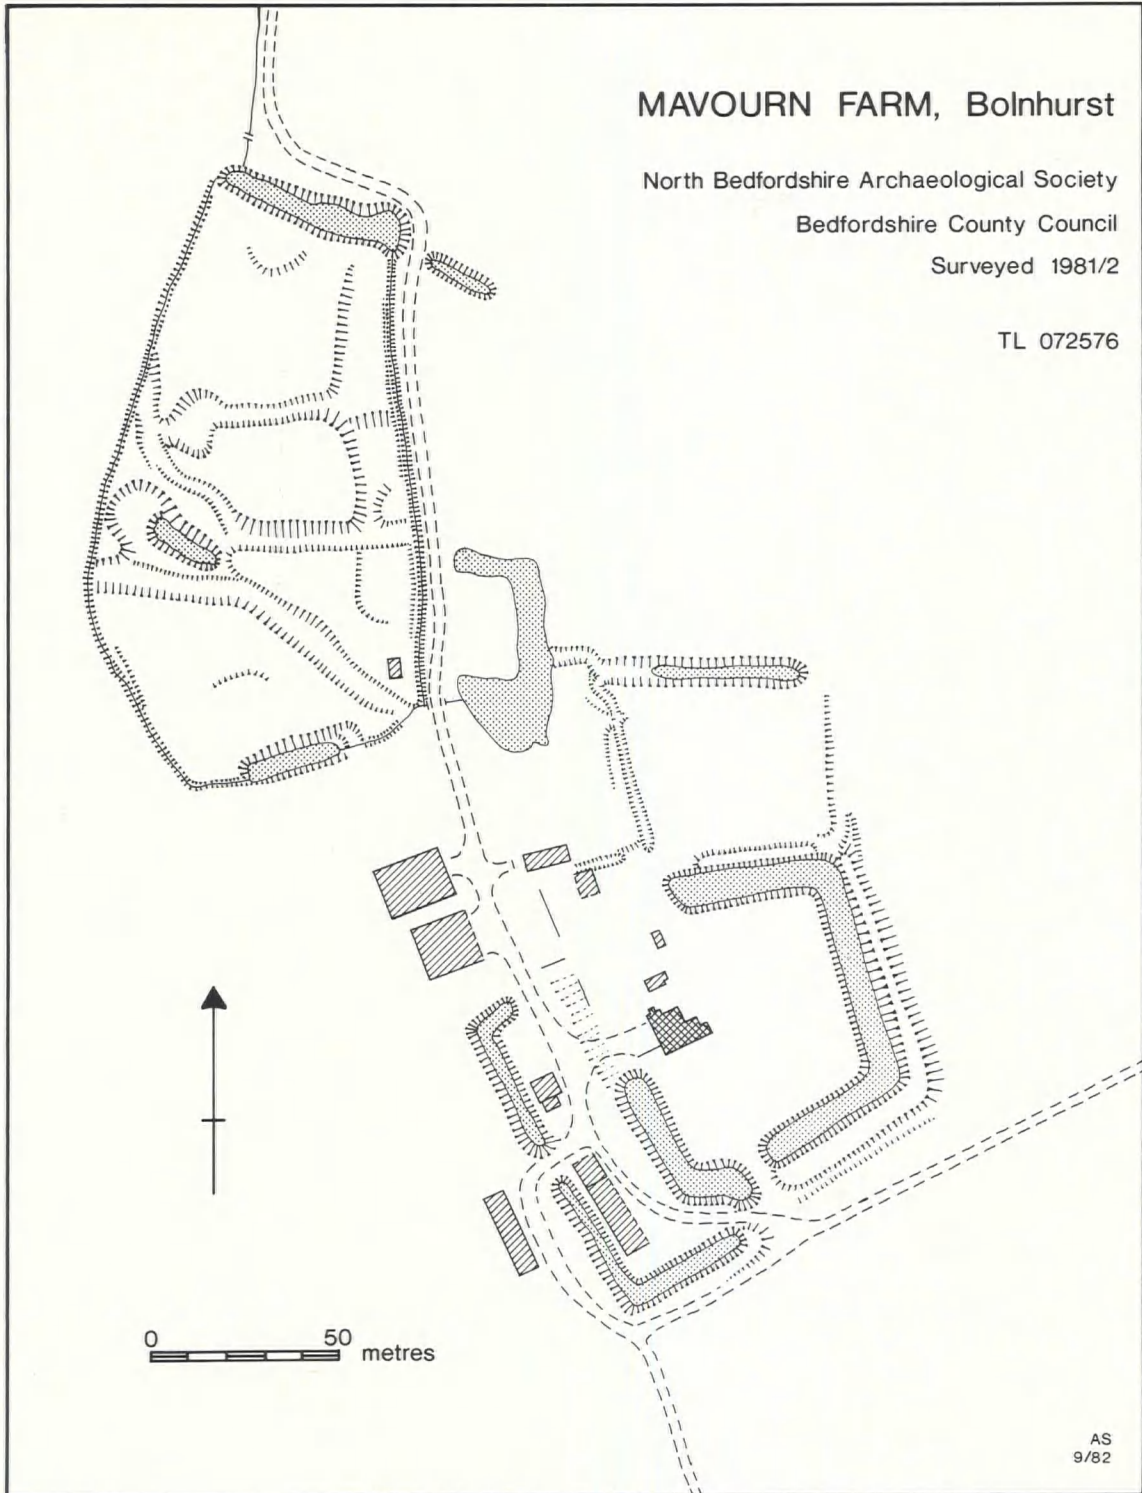 MAVOURN FARM, Bolnhurst
North Bedfordshire Archaeological Society
Bedfordshire County Council
Surveyed 1981/2
TL 072576
0 50 metres
AS
9/82